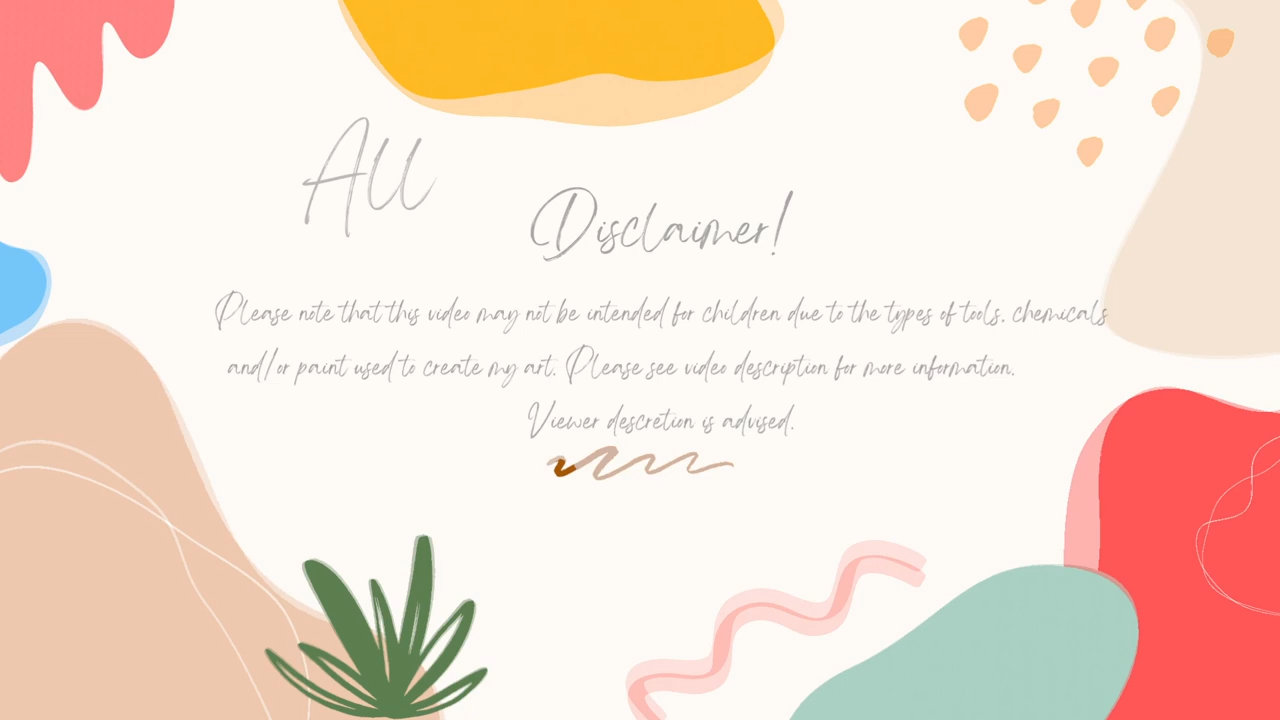 All
Disclaimer!
Please note that this video may not be intended for children due to the types of tools, chemicals
and/or paint used to create my art. Please see video description for more information.
Viewer descretion is advised.